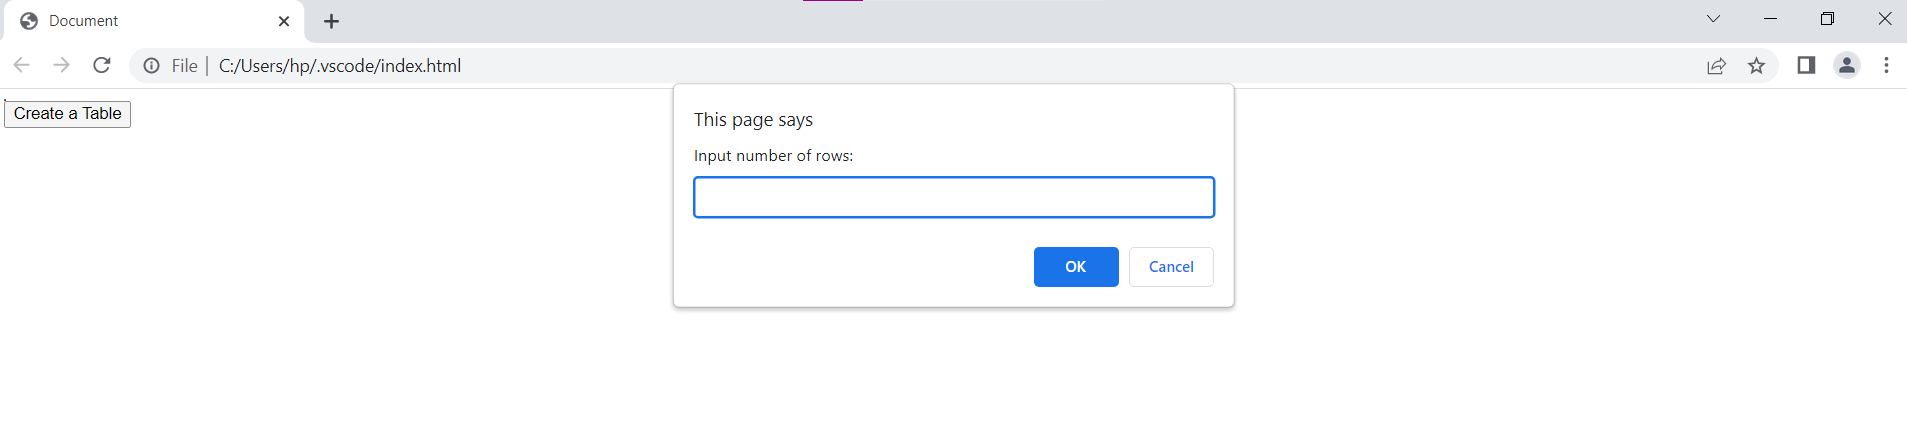 Document
File | C:/Users/hp/.vscode/index.html
Create a Table
This page says
Input number of rows:
OK
Cancel